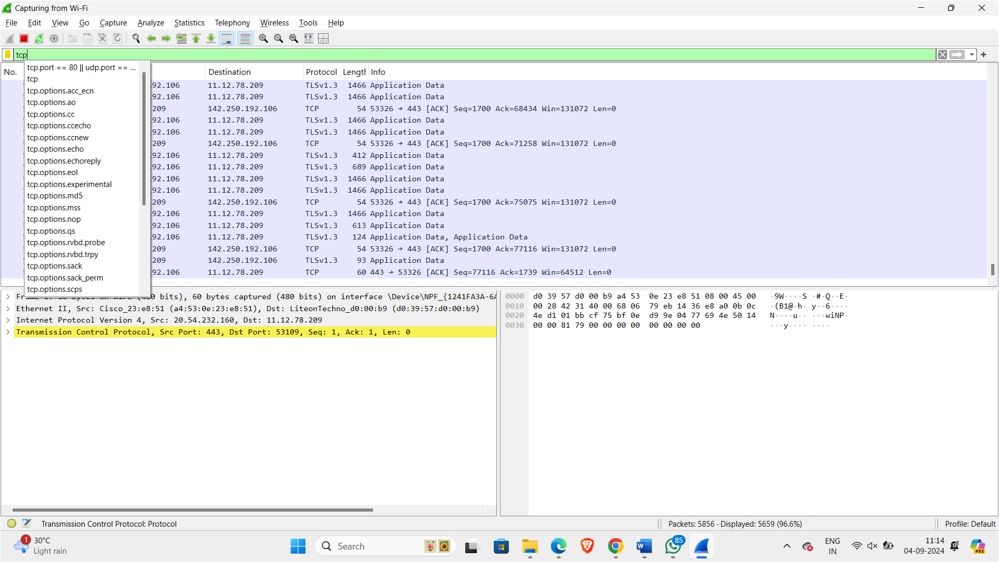 Capturing from Wi-Fi
File Edit View Go Capture Analyze Statistics Telephony Wireless Tools Help
tcp
tcp.port == 80 || udp.port == ...
tcp
tcp.options.acc_ecn
tcp.options.ao
tcp.options.cc
tcp.options.ccecho
tcp.options.ccnew
tcp.options.echo
tcp.options.echoreply
tcp.options.eol
tcp.options.experimental
tcp.options.md5
tcp.options.mss
tcp.options.nop
tcp.options.qs
tcp.options.rvbd.probe
tcp.options.rvbd.trpy
tcp.options.sack
tcp.options.sack_perm
tcp.options.scps
No. Destination Protocol Length Info
92.106 11.12.78.209 TLSv1.3 1466 Application Data
92.106 11.12.78.209 TLSv1.3 1466 Application Data
209 142.250.192.106 TCP 54 53326 → 443 [ACK] Seq=1700 Ack=68434 Win=131072 Len=0
92.106 11.12.78.209 TLSv1.3 1466 Application Data
92.106 11.12.78.209 TLSv1.3 1466 Application Data
209 142.250.192.106 TCP 54 53326 → 443 [ACK] Seq=1700 Ack=71258 Win=131072 Len=0
92.106 11.12.78.209 TLSv1.3 412 Application Data
92.106 11.12.78.209 TLSv1.3 689 Application Data
92.106 11.12.78.209 TLSv1.3 1466 Application Data
92.106 11.12.78.209 TLSv1.3 1466 Application Data
209 142.250.192.106 TCP 54 53326 → 443 [ACK] Seq=1700 Ack=75075 Win=131072 Len=0
92.106 11.12.78.209 TLSv1.3 1466 Application Data
92.106 11.12.78.209 TLSv1.3 613 Application Data
92.106 11.12.78.209 TLSv1.3 124 Application Data, Application Data
209 142.250.192.106 TCP 54 53326 → 443 [ACK] Seq=1700 Ack=77116 Win=131072 Len=0
209 142.250.192.106 TLSv1.3 93 Application Data
92.106 11.12.78.209 TCP 60 443 → 53326 [ACK] Seq=77116 Ack=1739 Win=64512 Len=0
Frame 1: 60 bytes on wire (480 bits), 60 bytes captured (480 bits) on interface \Device\NPF_{1241FA3A-6A
Ethernet II, Src: Cisco_23:e8:51 (a4:53:0e:23:e8:51), Dst: LiteonTechno_d0:00:b9 (d0:39:57:d0:00:b9)
Internet Protocol Version 4, Src: 20.54.232.160, Dst: 11.12.78.209
Transmission Control Protocol, Src Port: 443, Dst Port: 53109, Seq: 1, Ack: 1, Len: 0
0000 d0 39 57 d0 00 b9 a4 53 0e 23 e8 51 08 00 45 00 ·9W····S ·#·Q··E·
0010 00 28 42 31 40 00 68 06 79 eb 14 36 e8 a0 0b 0c ·(B1@·h· y··6····
0020 4e d1 01 bb cf 75 bf 0e d9 9e 04 77 69 4e 50 14 N····u·· ···wiNP·
0030 00 00 81 79 00 00 00 00 00 00 00 00 ···y···· ····
Transmission Control Protocol: Protocol
Packets: 5856 · Displayed: 5659 (96.6%)
Profile: Default
1
30°C
Light rain
Search
85
PRE
ENG
IN
11:14
04-09-2024